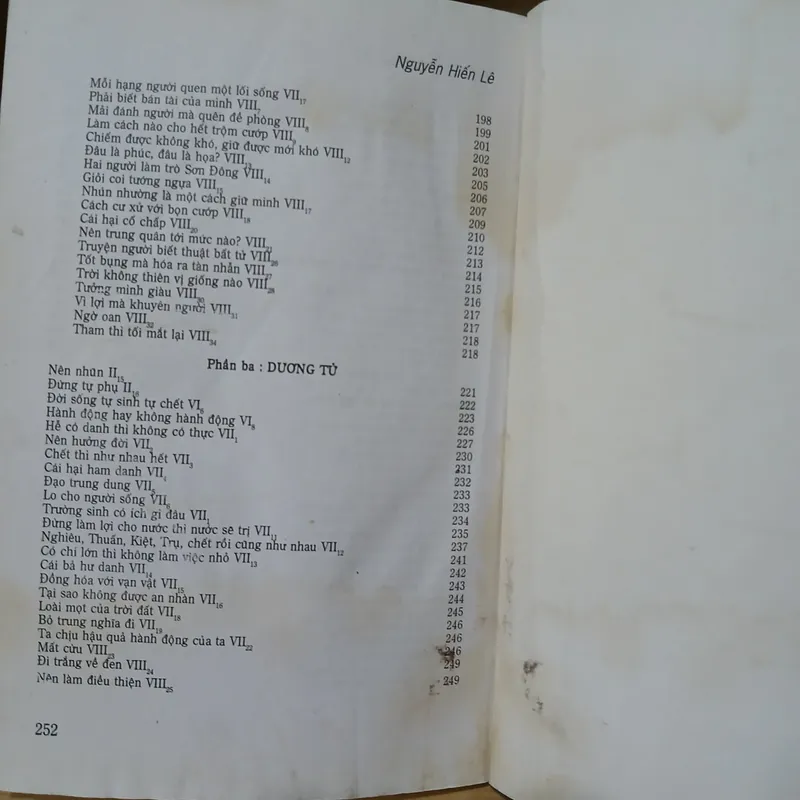 Nguyễn Hiến Lê
Mỗi hạng người quen một lối sống VII₁₇ 198
Phải biết bán tài của mình VIII₇ 199
Mải đánh người mà quên đề phòng VIII₈ 201
Làm cách nào cho hết trộm cướp VIII₉ 202
Chiếm được không khó, giữ được mới khó VIII₁₂ 203
Đâu là phúc, đâu là họa? VIII₁₃ 205
Hai người làm trò Sơn Đông VIII₁₄ 206
Giỏi coi tướng ngựa VIII₁₅ 207
Nhún nhường là một cách giữ mình VIII₁₇ 209
Cách cư xử với bọn cướp VIII₁₈ 210
Cái hại cố chấp VIII₂₀ 212
Nên trung quân tới mức nào? VIII 213
Truyện người biết thuật bất tử VIII₂₆ 214
Tốt bụng mà hóa ra tàn nhẫn VIII₂₇ 215
Trời không thiên vị giống nào VIII₂₈ 216
Tưởng mình giàu VIII₃₀ 217
Vì lợi mà khuyên người VIII₃₁ 217
Ngờ oan VIII₃₂ 218
Tham thì tối mắt lại VIII₃₄ 218
Phần ba : DƯƠNG TỬ
Nên nhún II₁₅ 221
Đừng tự phụ II₁₆ 222
Đời sống tự sinh tự chết VI₅ 223
Hành động hay không hành động VI₈ 226
Hễ có danh thì không có thực VII₁ 227
Nên hưởng đời VII 230
Chết thì như nhau hết VII₃ 231
Cái hại ham danh VII 232
Đạo trung dung VII₅ 233
Lo cho người sống VII₆ 233
Trường sinh có ích gì đâu VII 234
Đừng làm lợi cho nước thì nước sẽ trị VII₁₁ 235
Nghiêu, Thuấn, Kiệt, Trụ, chết rồi cũng như nhau VII₁₂ 237
Có chí lớn thì không làm việc nhỏ VII₁₃ 241
Cái bả hư danh VII₁₄ 242
Đồng hóa với vạn vật VII₁₅ 243
Tại sao không được an nhàn VII₁₆ 244
Loài mọt của trời đất VII₁₈ 245
Bỏ trung nghĩa đi VII₁₉ 246
Ta chịu hậu quả hành động của ta VII₂₂ 246
Mất cừu VIII₂₃ 246
Đi trắng về đen VIII₂₄ 249
Nên làm điều thiện VIII₂₅ 249
252